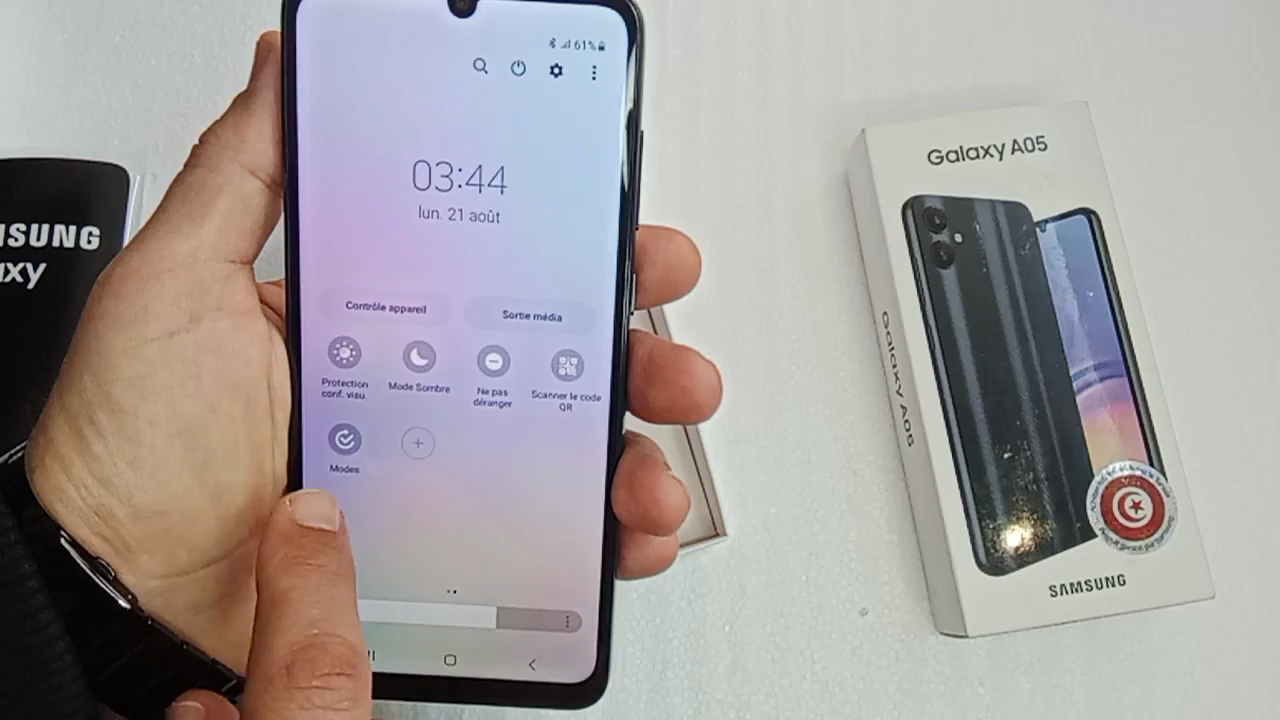 SUNG
xy
61%
03:44
lun. 21 août
Contrôle appareil
Sortie média
Protection
conf. visu.
Mode Sombre
Ne pas
déranger
Scanner le code
QR
Modes
Galaxy A05
Galaxy A05
SAMSUNG